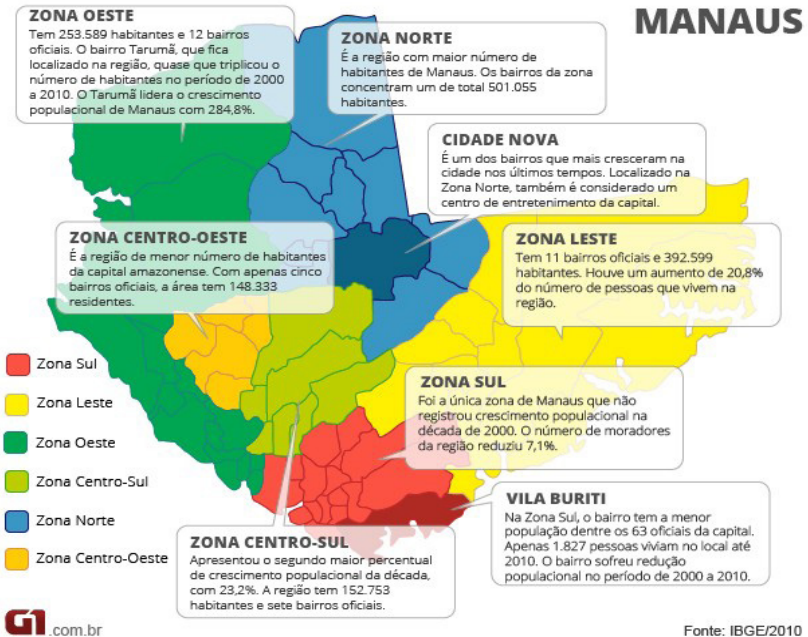 MANAUS
ZONA OESTE
Tem 253.589 habitantes e 12 bairros
oficiais. O bairro Tarumã, que fica
localizado na região, quase que triplicou o
número de habitantes no período de 2000
a 2010. O Tarumã lidera o crescimento
populacional de Manaus com 284,8%.
ZONA NORTE
É a região com maior número de
habitantes de Manaus. Os bairros da zona
concentram um de total 501.055
habitantes.
CIDADE NOVA
É um dos bairros que mais cresceram na
cidade nos últimos tempos. Localizado na
Zona Norte, também é considerado um
centro de entretenimento da capital.
ZONA CENTRO-OESTE
É a região de menor número de habitantes
da capital amazonense. Com apenas cinco
bairros oficiais, a área tem 148.333
residentes.
ZONA LESTE
Tem 11 bairros oficiais e 392.599
habitantes. Houve um aumento de 20,8%
do número de pessoas que vivem na
região.
Zona Sul
Zona Leste
Zona Oeste
Zona Centro-Sul
Zona Norte
Zona Centro-Oeste
ZONA SUL
Foi a única zona de Manaus que não
registrou crescimento populacional na
década de 2000. O número de moradores
da região reduziu 7,1%.
VILA BURITI
Na Zona Sul, o bairro tem a menor
população dentre os 63 oficiais da capital.
Apenas 1.827 pessoas viviam no local até
2010. O bairro sofreu redução
populacional no período de 2000 a 2010.
ZONA CENTRO-SUL
Apresentou o segundo maior percentual
de crescimento populacional da década,
com 23,2%. A região tem 152.753
habitantes e sete bairros oficiais.
G1.com.br
Fonte: IBGE/2010